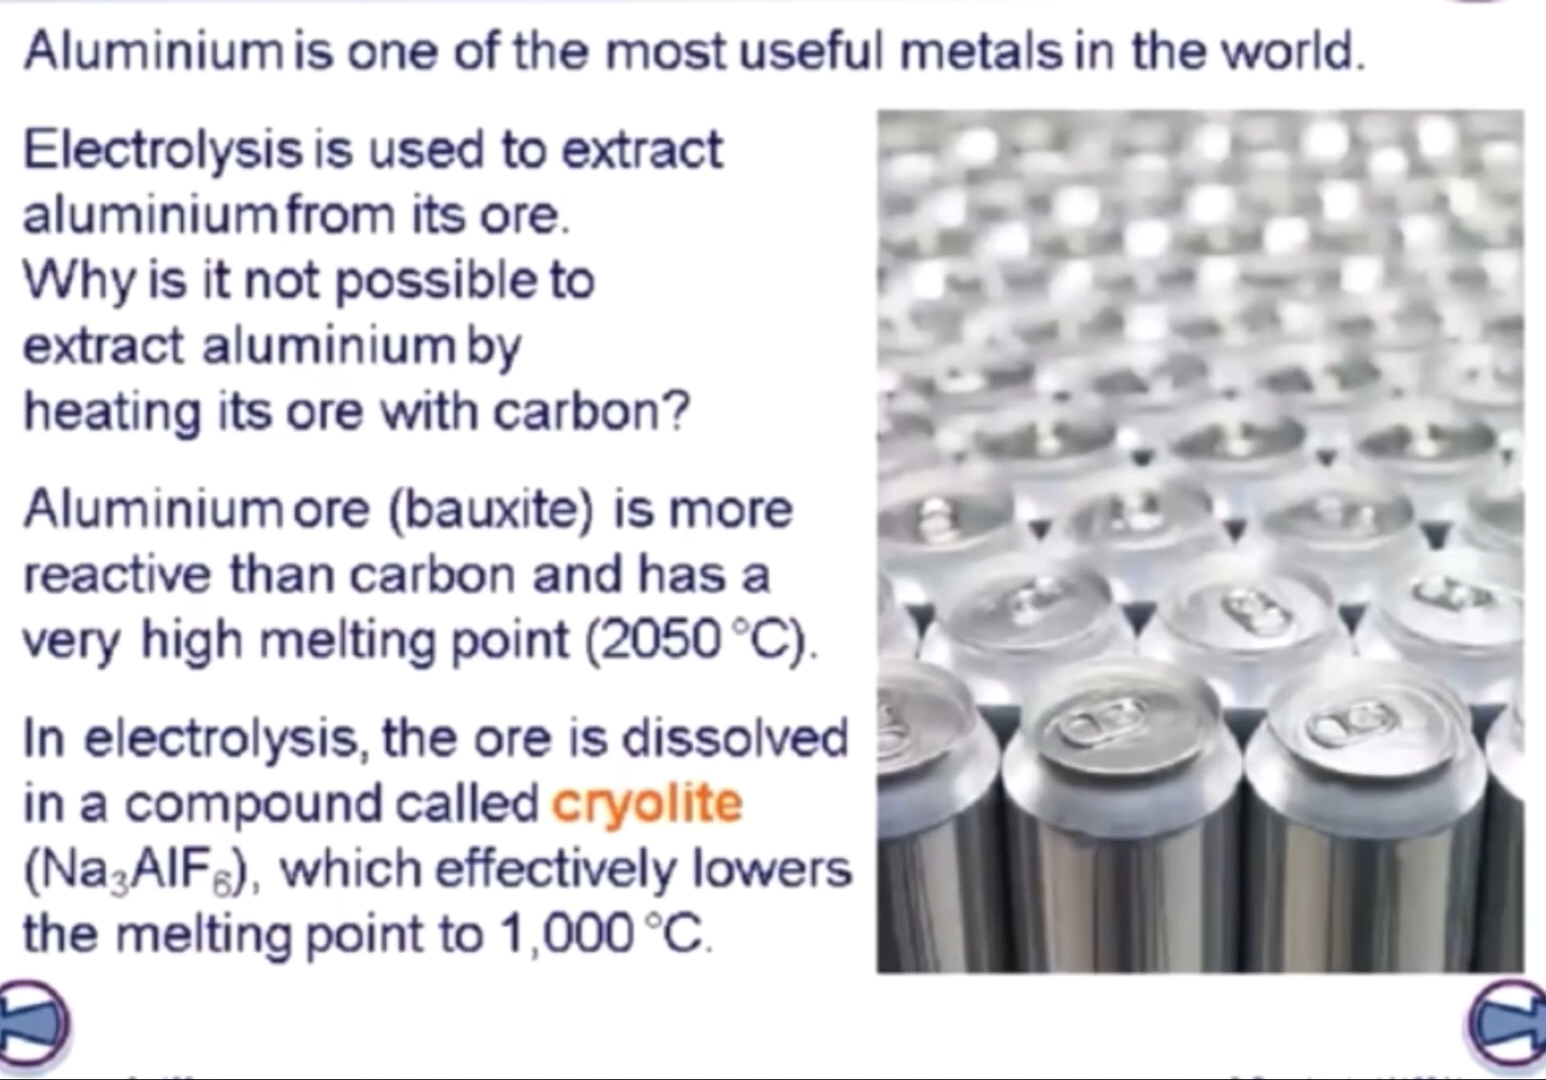 Aluminium is one of the most useful metals in the world.
Electrolysis is used to extract
aluminium from its ore.
Why is it not possible to
extract aluminium by
heating its ore with carbon?
Aluminium ore (bauxite) is more
reactive than carbon and has a
very high melting point (2050 °C).
In electrolysis, the ore is dissolved
in a compound called cryolite
(Na₃AlF₆), which effectively lowers
the melting point to 1,000 °C.